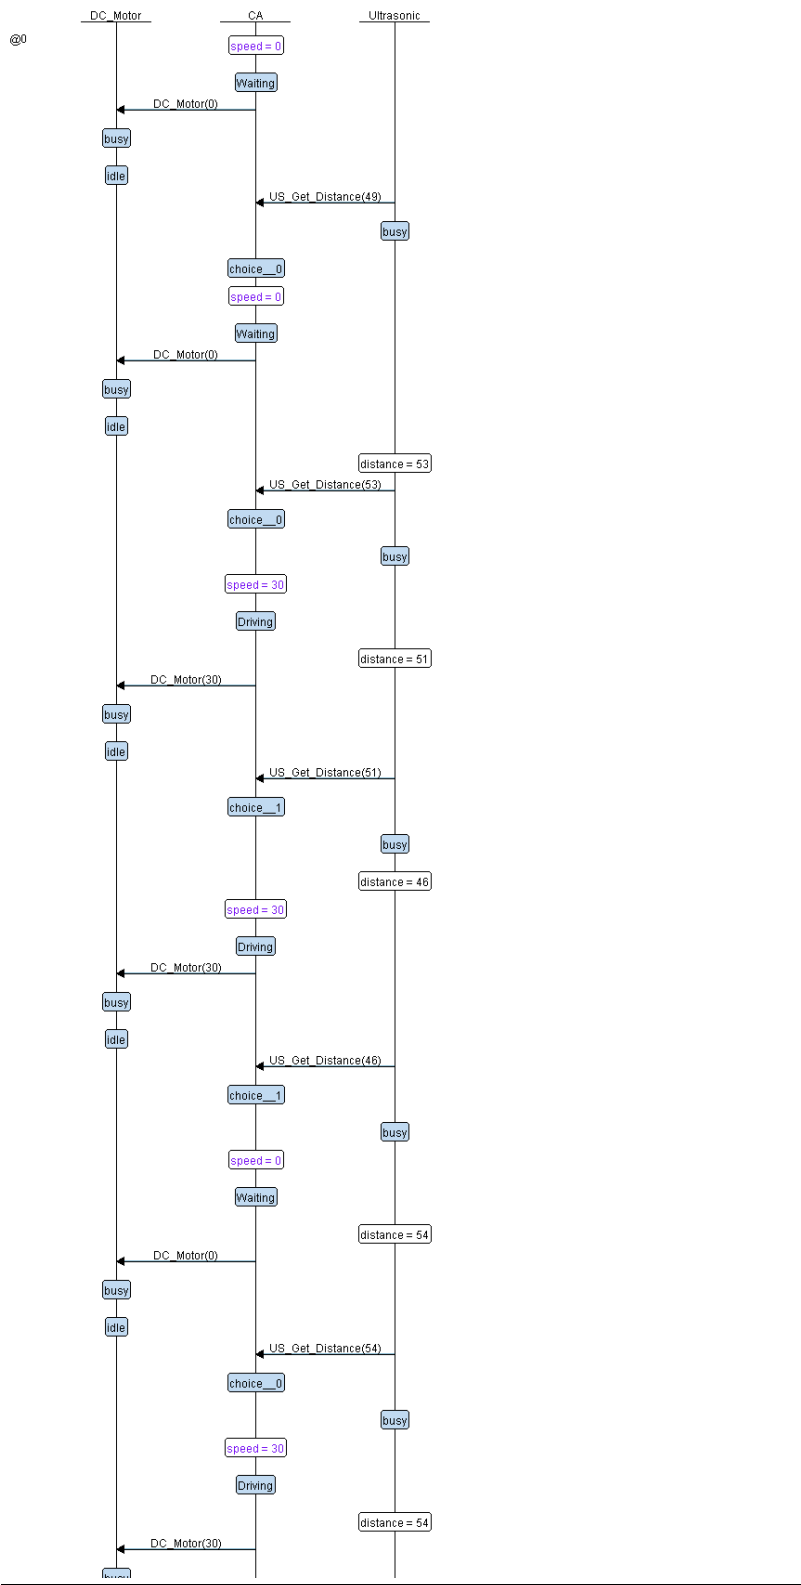 DC_Motor CA Ultrasonic
@0
speed = 0
Waiting
DC_Motor(0)
busy
idle
US_Get_Distance(49)
busy
choice__0
speed = 0
Waiting
DC_Motor(0)
busy
idle
distance = 53
US_Get_Distance(53)
choice__0
busy
speed = 30
Driving
distance = 51
DC_Motor(30)
busy
idle
US_Get_Distance(51)
choice__1
busy
distance = 46
speed = 30
Driving
DC_Motor(30)
busy
idle
US_Get_Distance(46)
choice__1
busy
speed = 0
Waiting
distance = 54
DC_Motor(0)
busy
idle
US_Get_Distance(54)
choice__0
busy
speed = 30
Driving
distance = 54
DC_Motor(30)
busy